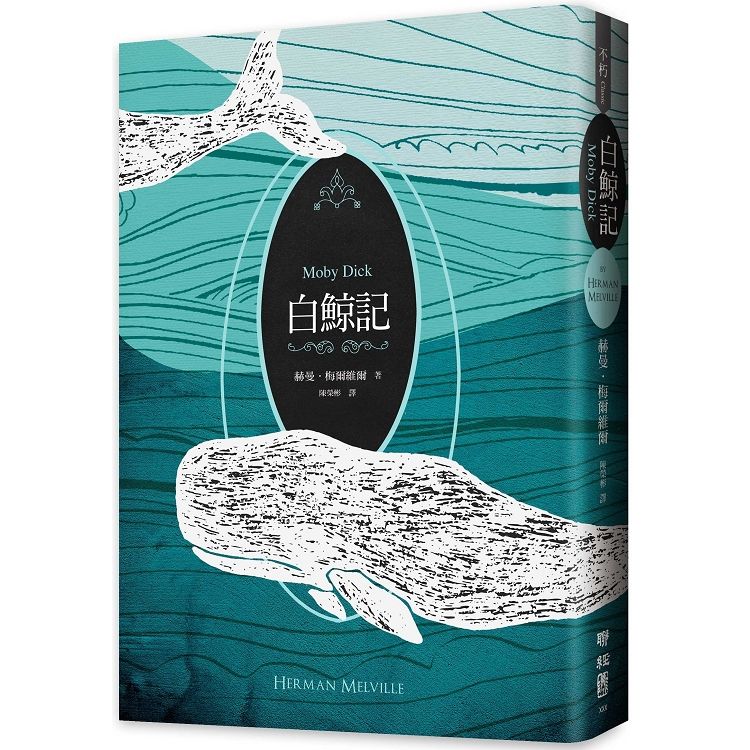 Moby Dick
白鯨記
赫曼・梅爾維爾 著
陳榮彬 譯
HERMAN MELVILLE
不朽 Classic
白鯨記
Moby Dick
BY
HERMAN
MELVILLE
赫曼・梅爾維爾
陳榮彬 譯
聯經
XXX